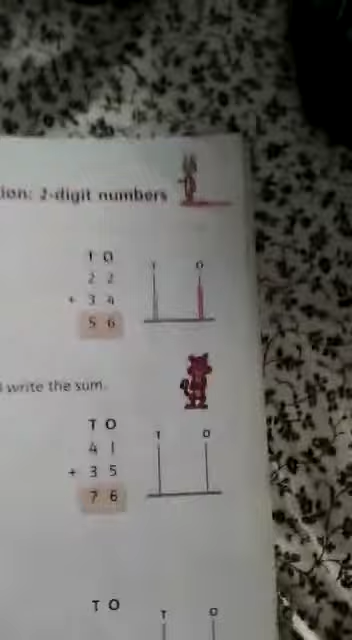 ion: 2-digit numbers
T O
T O
2 2
+ 3 4
5 6
write the sum.
T O
T O
4 1
+ 3 5
7 6
T O
T O